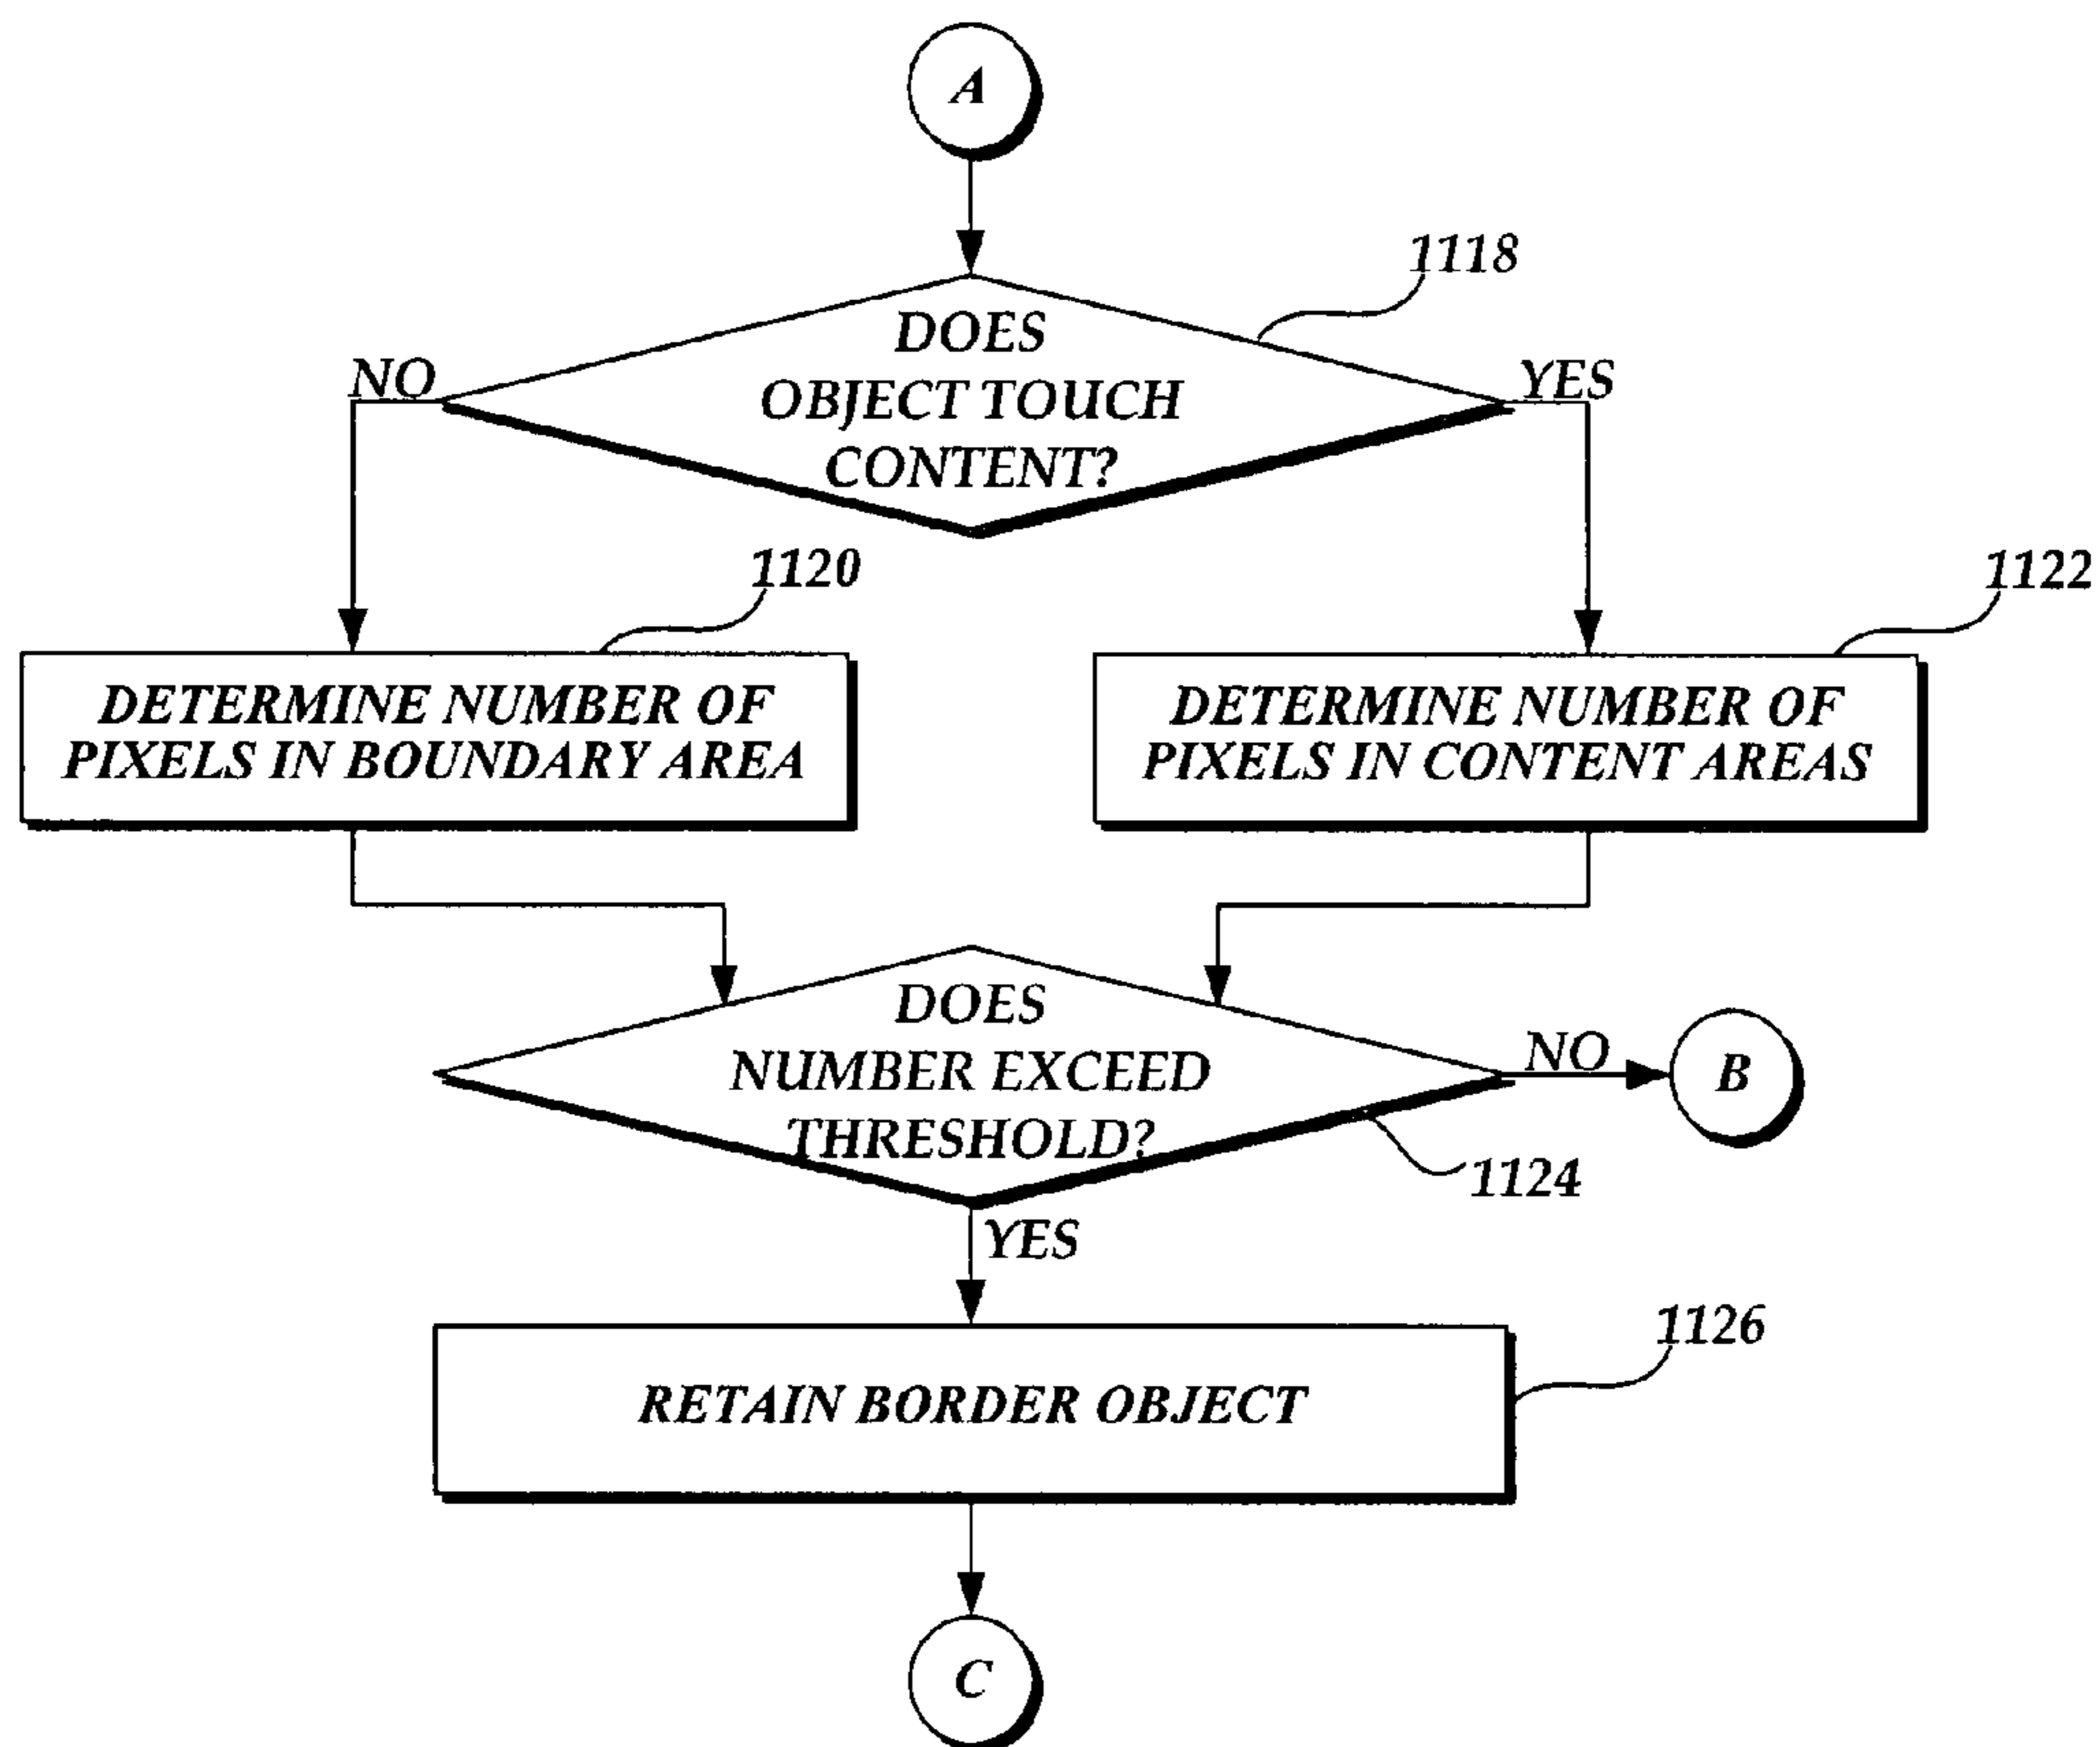 A
1118
DOES
OBJECT TOUCH
CONTENT?
NO
YES
1120
1122
DETERMINE NUMBER OF
PIXELS IN BOUNDARY AREA
DETERMINE NUMBER OF
PIXELS IN CONTENT AREAS
DOES
NUMBER EXCEED
THRESHOLD?
NO
B
1124
YES
1126
RETAIN BORDER OBJECT
C